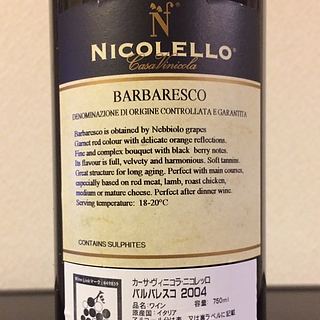 N
NICOLELLO
Casa Vinicola
BARBARESCO
DENOMINAZIONE DI ORIGINE CONTROLLATA E GARANTITA
Barbaresco is obtained by Nebbiolo grapes
Garnet red colour with delicate orange reflections.
Fine and complex bouquet with black berry notes.
Its flavour is full, velvety and harmonious. Soft tannins.
Great structure for long aging. Perfect with main courses,
especially based on red meat, lamb, roast chicken,
medium or mature cheese. Perfect after dinner wine.
Serving temperature: 18-20°C
CONTAINS SULPHITES
カーサ・ヴィニコラ・ニコレッロ
バルバレスコ 2004
品名:ワイン 容量:750ml
原産国:イタリア